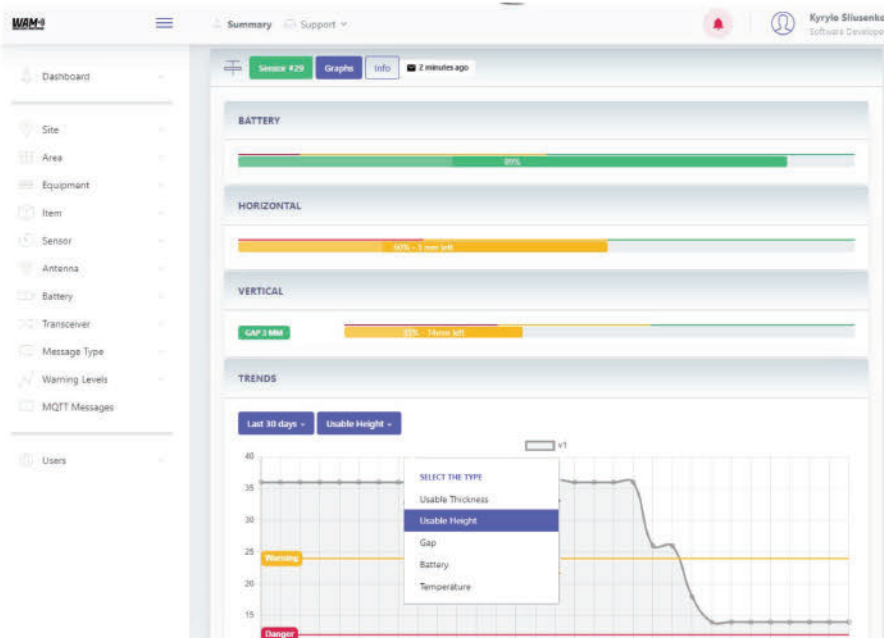 WAM
Summary
Support
Kyrylo Sliusenko
Software Developer
Dashboard
Site
Area
Equipment
Item
Sensor
Antenna
Battery
Transceiver
Message Type
Warning Levels
MQTT Messages
Users
Sensor #29
Graphs
Info
2 minutes ago
BATTERY
89%
HORIZONTAL
60% - 1 mm left
VERTICAL
GAP 3 MM
35% - 14mm left
TRENDS
Last 30 days
Usable Height
v1
40
35
30
25
20
15
Warning
Danger
SELECT THE TYPE
Usable Thickness
Usable Height
Gap
Battery
Temperature